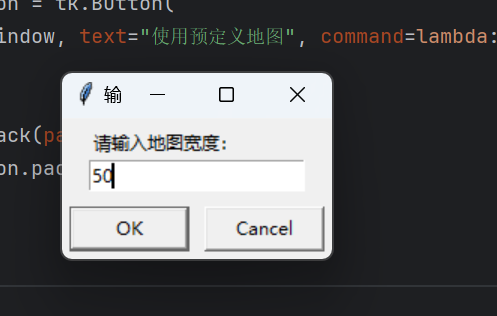 on = tk.Button(
indow, text="使用预定义地图", command=lambda:
输
请输入地图宽度:
ack(pa
50
on.pac
OK Cancel